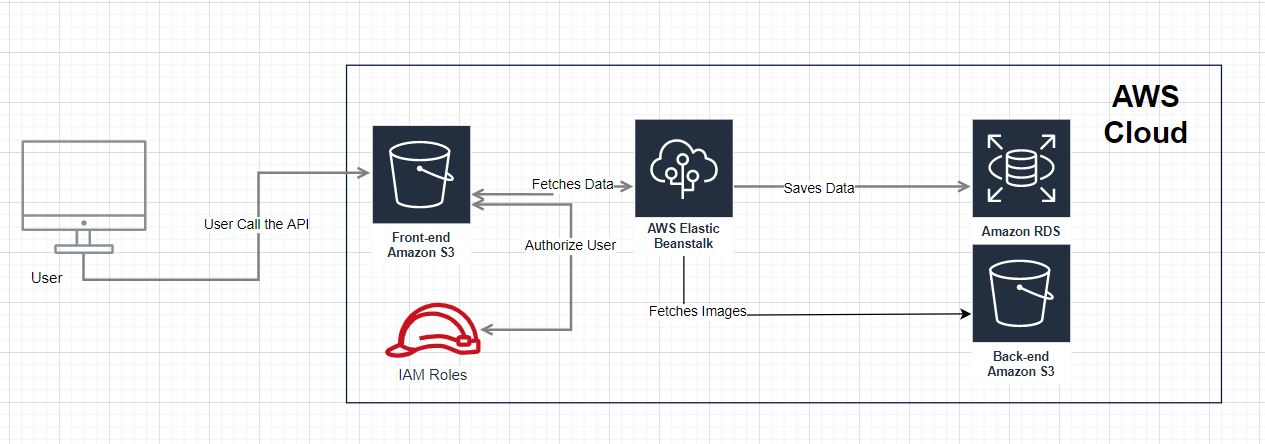 AWS
Cloud
Fetches Data
Saves Data
User Call the API
Front-end
Amazon S3
Authorize User
AWS Elastic
Beanstalk
Amazon RDS
User
Fetches Images
IAM Roles
Back-end
Amazon S3